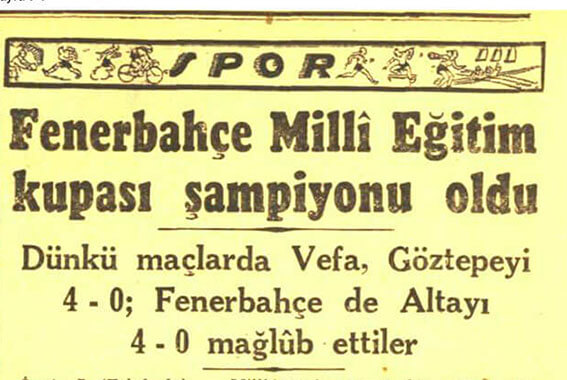 SPOR
Fenerbahçe Millî Eğitim
kupası şampiyonu oldu
Dünkü maçlarda Vefa, Göztepeyi
4 - 0; Fenerbahçe de Altayı
4 - 0 mağlûb ettiler